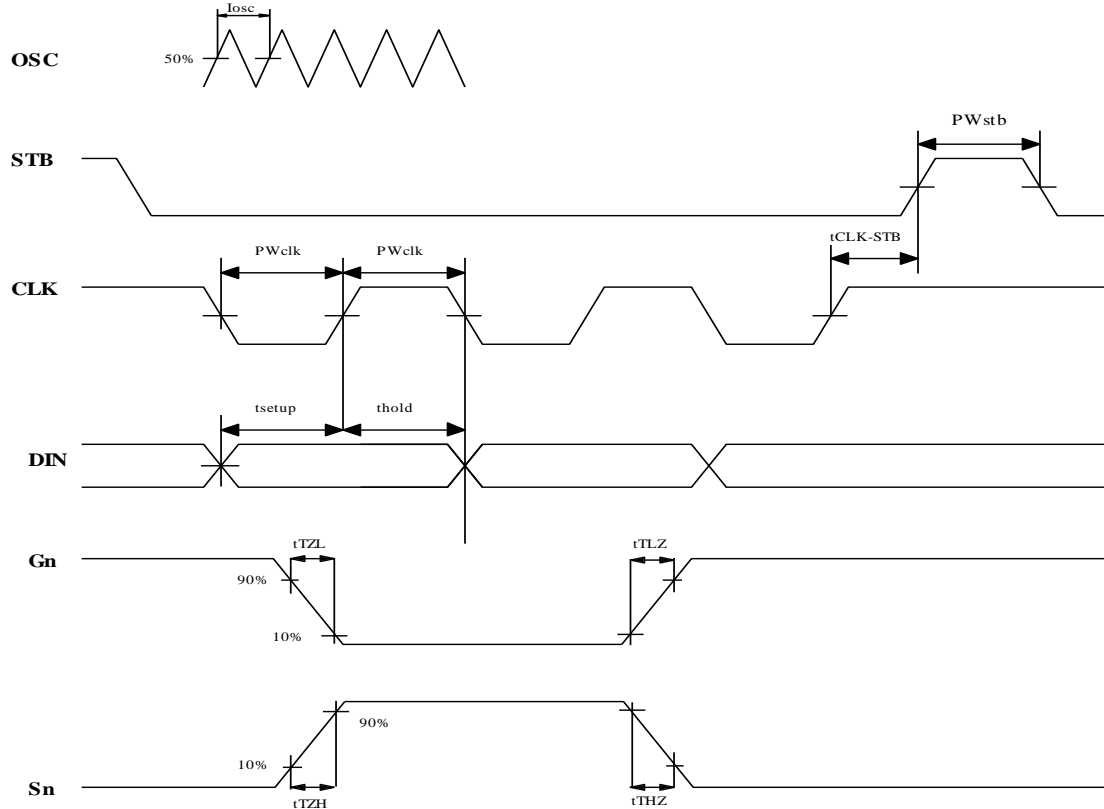 Iosc
OSC
50%
PWstb
STB
tCLK-STB
PWclk
PWclk
CLK
tsetup
thold
DIN
tTZL
tTLZ
Gn
90%
10%
90%
10%
Sn
tTZH
tTHZ